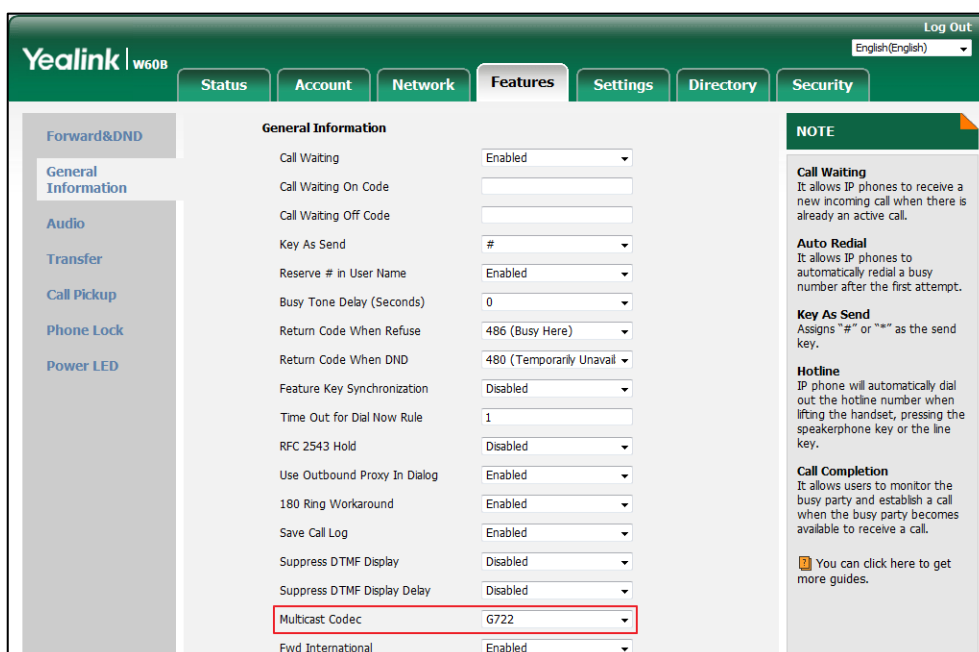 Log Out
Yealink W60B
English(English)
Status Account Network Features Settings Directory Security
Forward&DND
General
Information
Audio
Transfer
Call Pickup
Phone Lock
Power LED
General Information
Call Waiting Enabled
Call Waiting On Code
Call Waiting Off Code
Key As Send #
Reserve # in User Name Enabled
Busy Tone Delay (Seconds) 0
Return Code When Refuse 486 (Busy Here)
Return Code When DND 480 (Temporarily Unavail
Feature Key Synchronization Disabled
Time Out for Dial Now Rule 1
RFC 2543 Hold Disabled
Use Outbound Proxy In Dialog Enabled
180 Ring Workaround Enabled
Save Call Log Enabled
Suppress DTMF Display Disabled
Suppress DTMF Display Delay Disabled
Multicast Codec G722
Fwd International Enabled
NOTE
Call Waiting
It allows IP phones to receive a
new incoming call when there is
already an active call.
Auto Redial
It allows IP phones to
automatically redial a busy
number after the first attempt.
Key As Send
Assigns "#" or "*" as the send
key.
Hotline
IP phone will automatically dial
out the hotline number when
lifting the handset, pressing the
speakerphone key or the line
key.
Call Completion
It allows users to monitor the
busy party and establish a call
when the busy party becomes
available to receive a call.
? You can click here to get
more guides.